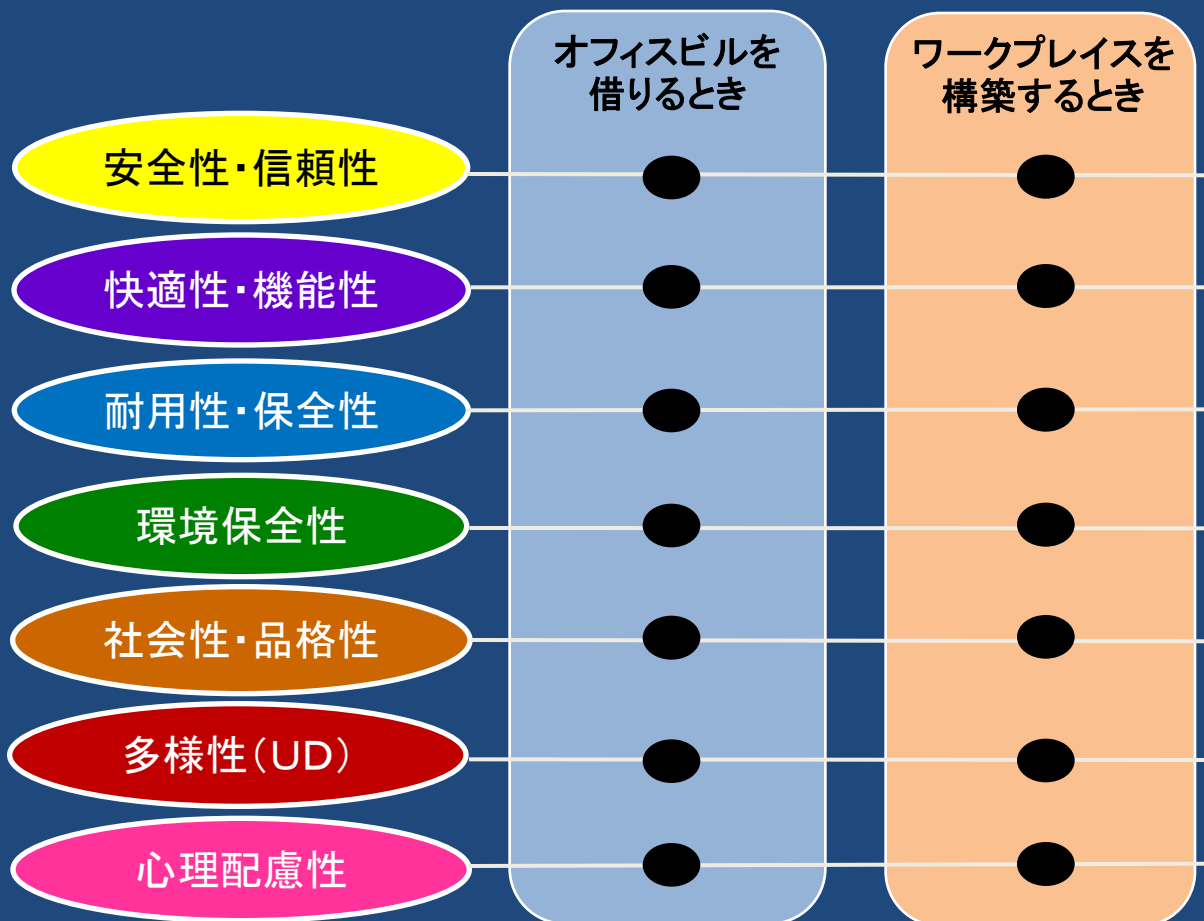 オフィスビルを
借りるとき
ワークプレイスを
構築するとき
安全性・信頼性
快適性・機能性
耐用性・保全性
環境保全性
社会性・品格性
多様性（UD）
心理配慮性